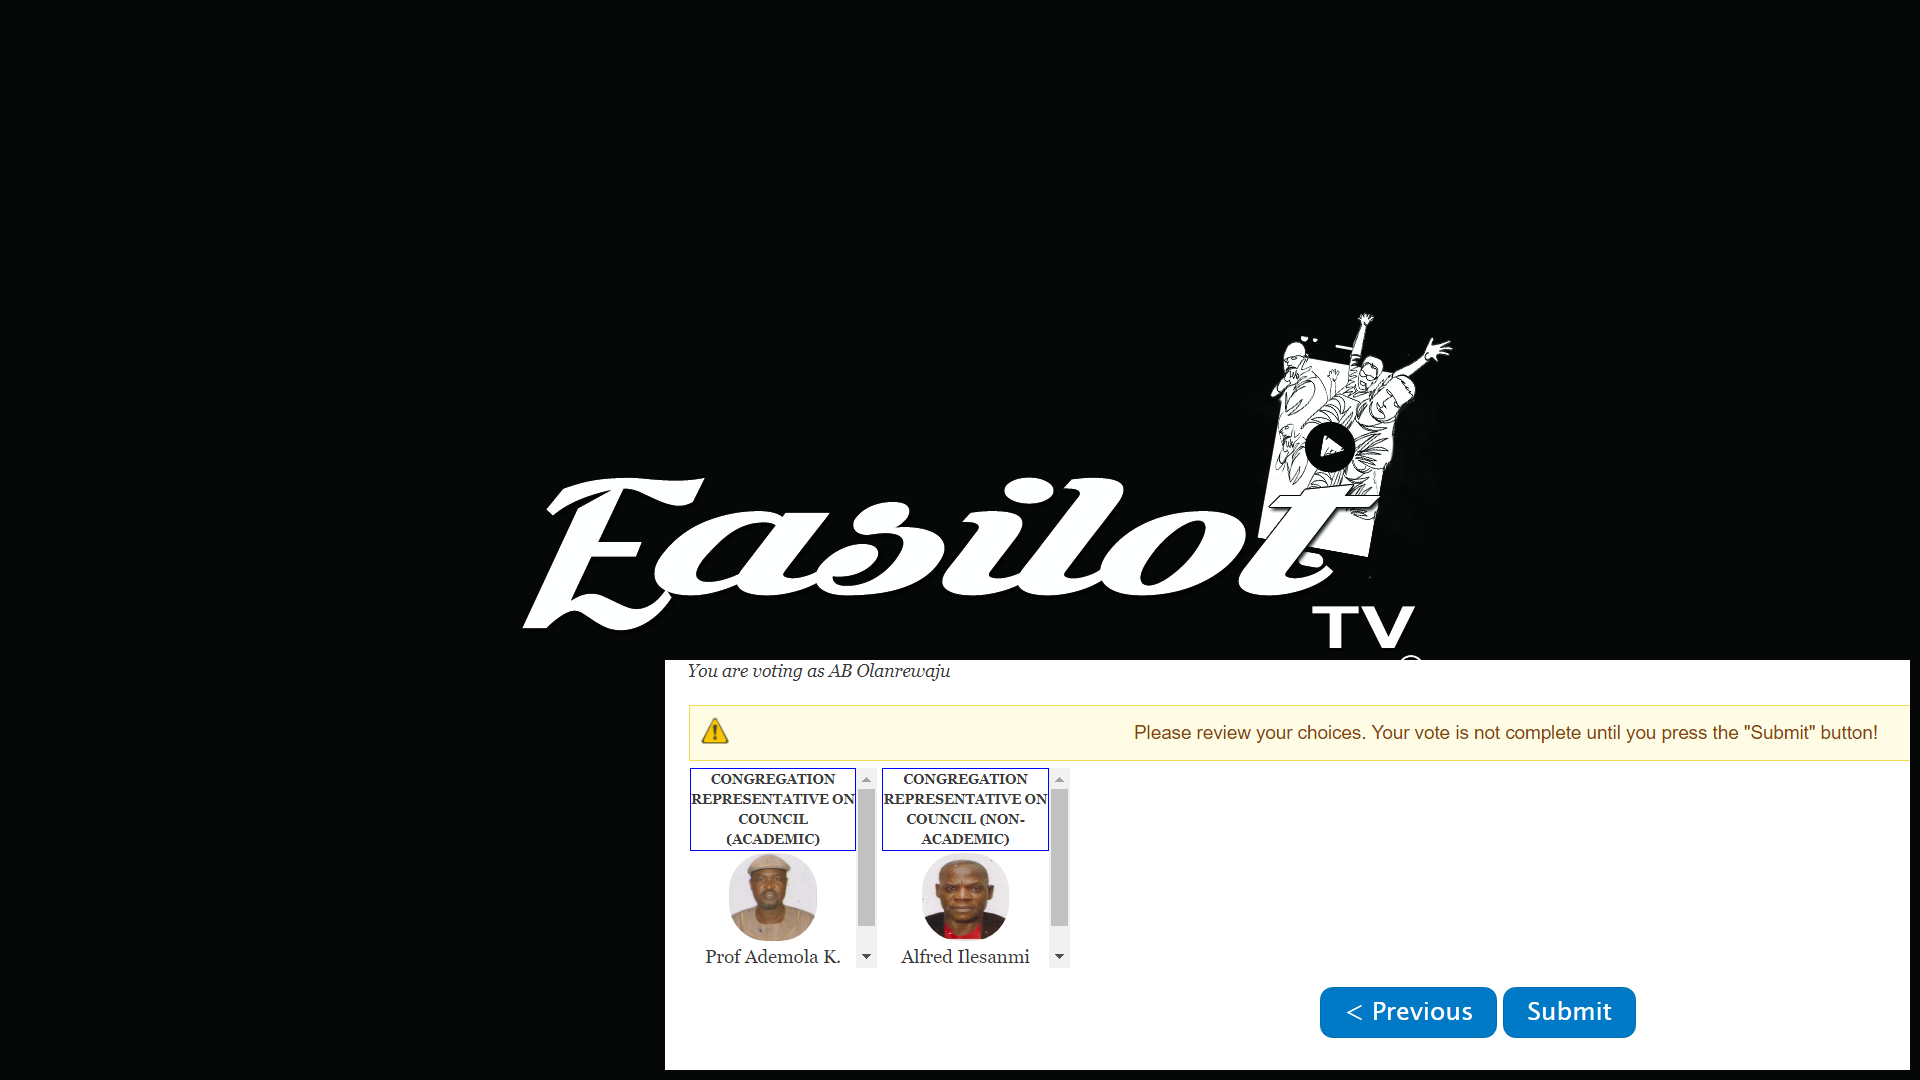 Easilot
TV
You are voting as AB Olanrewaju
Please review your choices. Your vote is not complete until you press the "Submit" button!
CONGREGATION
REPRESENTATIVE ON
COUNCIL
(ACADEMIC)
Prof Ademola K.
CONGREGATION
REPRESENTATIVE ON
COUNCIL (NON-
ACADEMIC)
Alfred Ilesanmi
< Previous
Submit